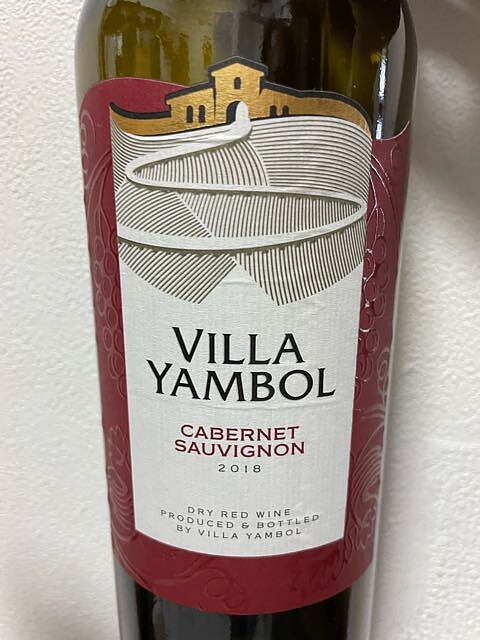 VILLA
YAMBOL
CABERNET
SAUVIGNON
2018
DRY RED WINE
PRODUCED & BOTTLED
BY VILLA YAMBOL